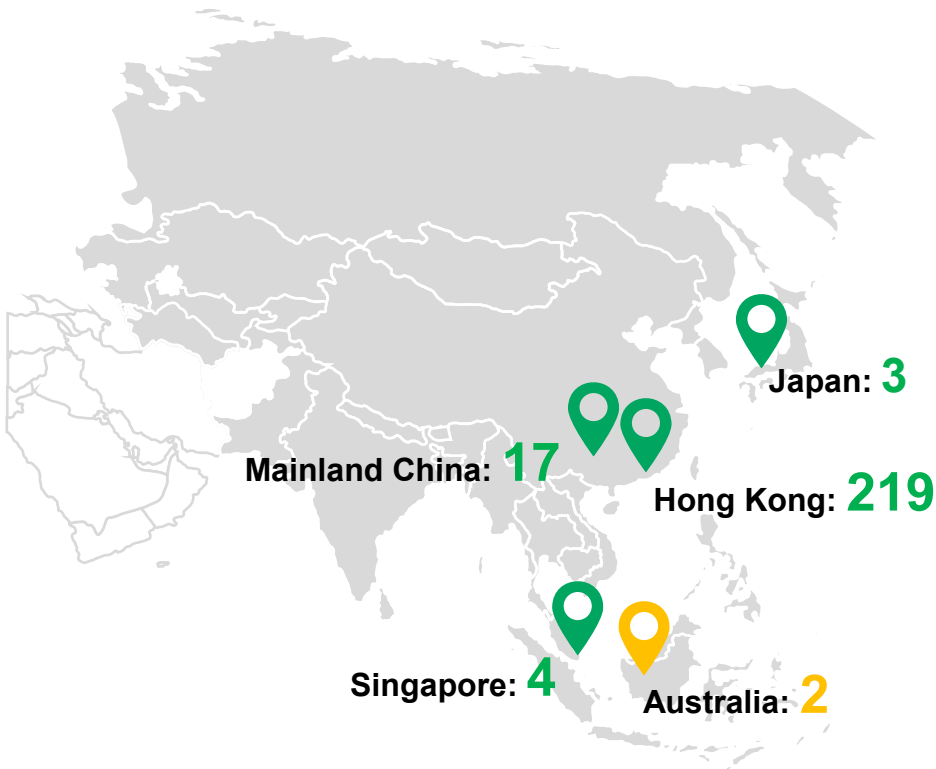 Japan: 3
Mainland China: 17
Hong Kong: 219
Singapore: 4
Australia: 2